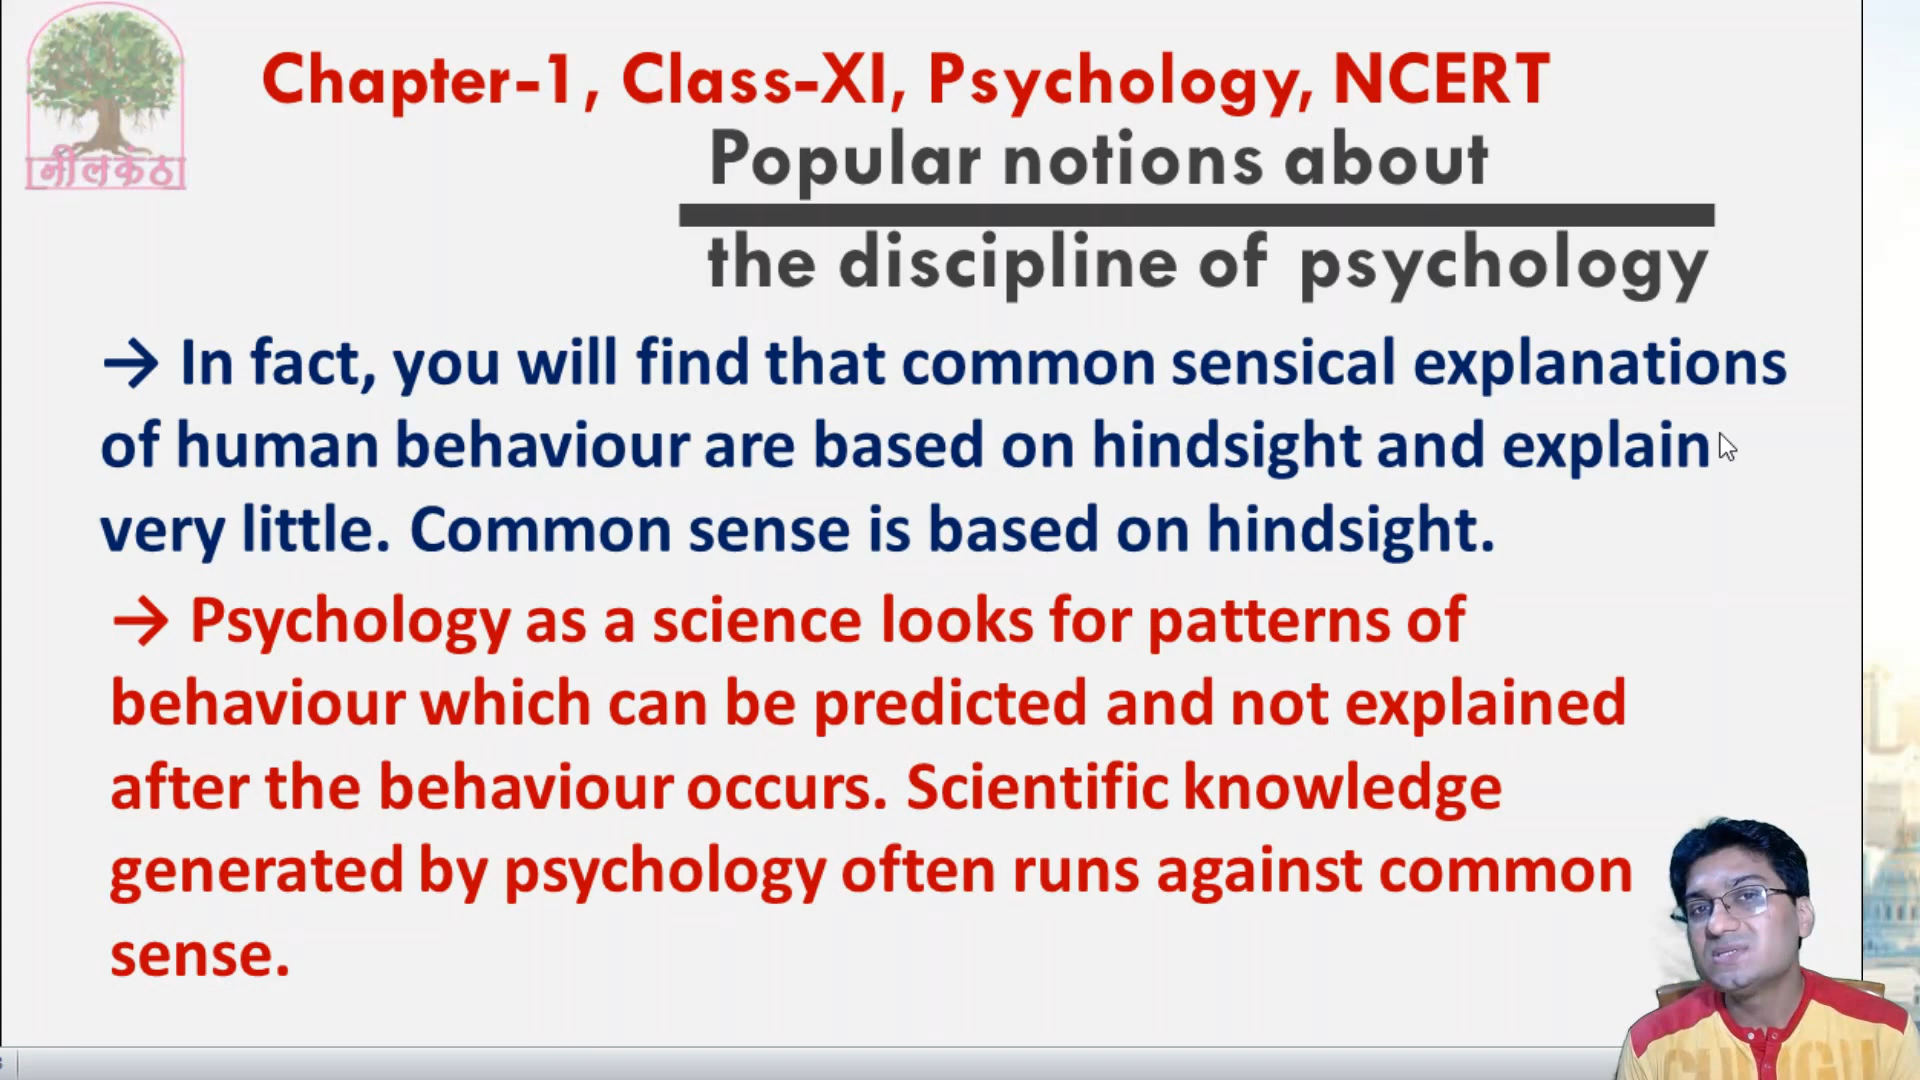 नीलकंठ
Chapter-1, Class-XI, Psychology, NCERT
Popular notions about
the discipline of psychology
→ In fact, you will find that common sensical explanations
of human behaviour are based on hindsight and explain
very little. Common sense is based on hindsight.
→ Psychology as a science looks for patterns of
behaviour which can be predicted and not explained
after the behaviour occurs. Scientific knowledge
generated by psychology often runs against common
sense.